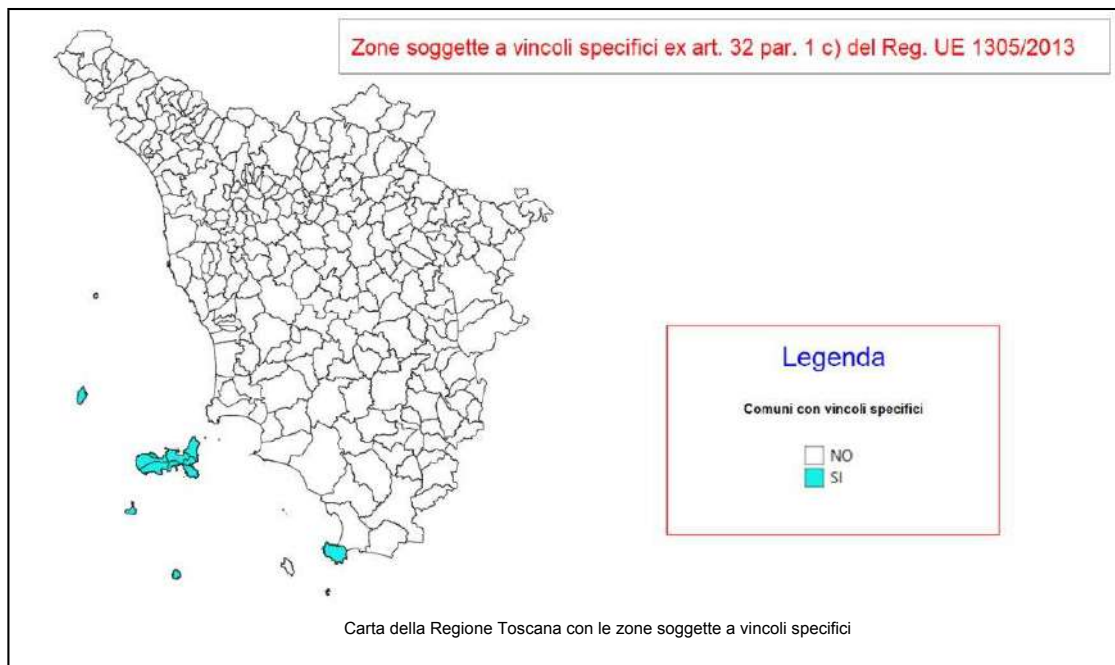 Zone soggette a vincoli specifici ex art. 32 par. 1 c) del Reg. UE 1305/2013
Legenda
Comuni con vincoli specifici
NO
SI
Carta della Regione Toscana con le zone soggette a vincoli specifici